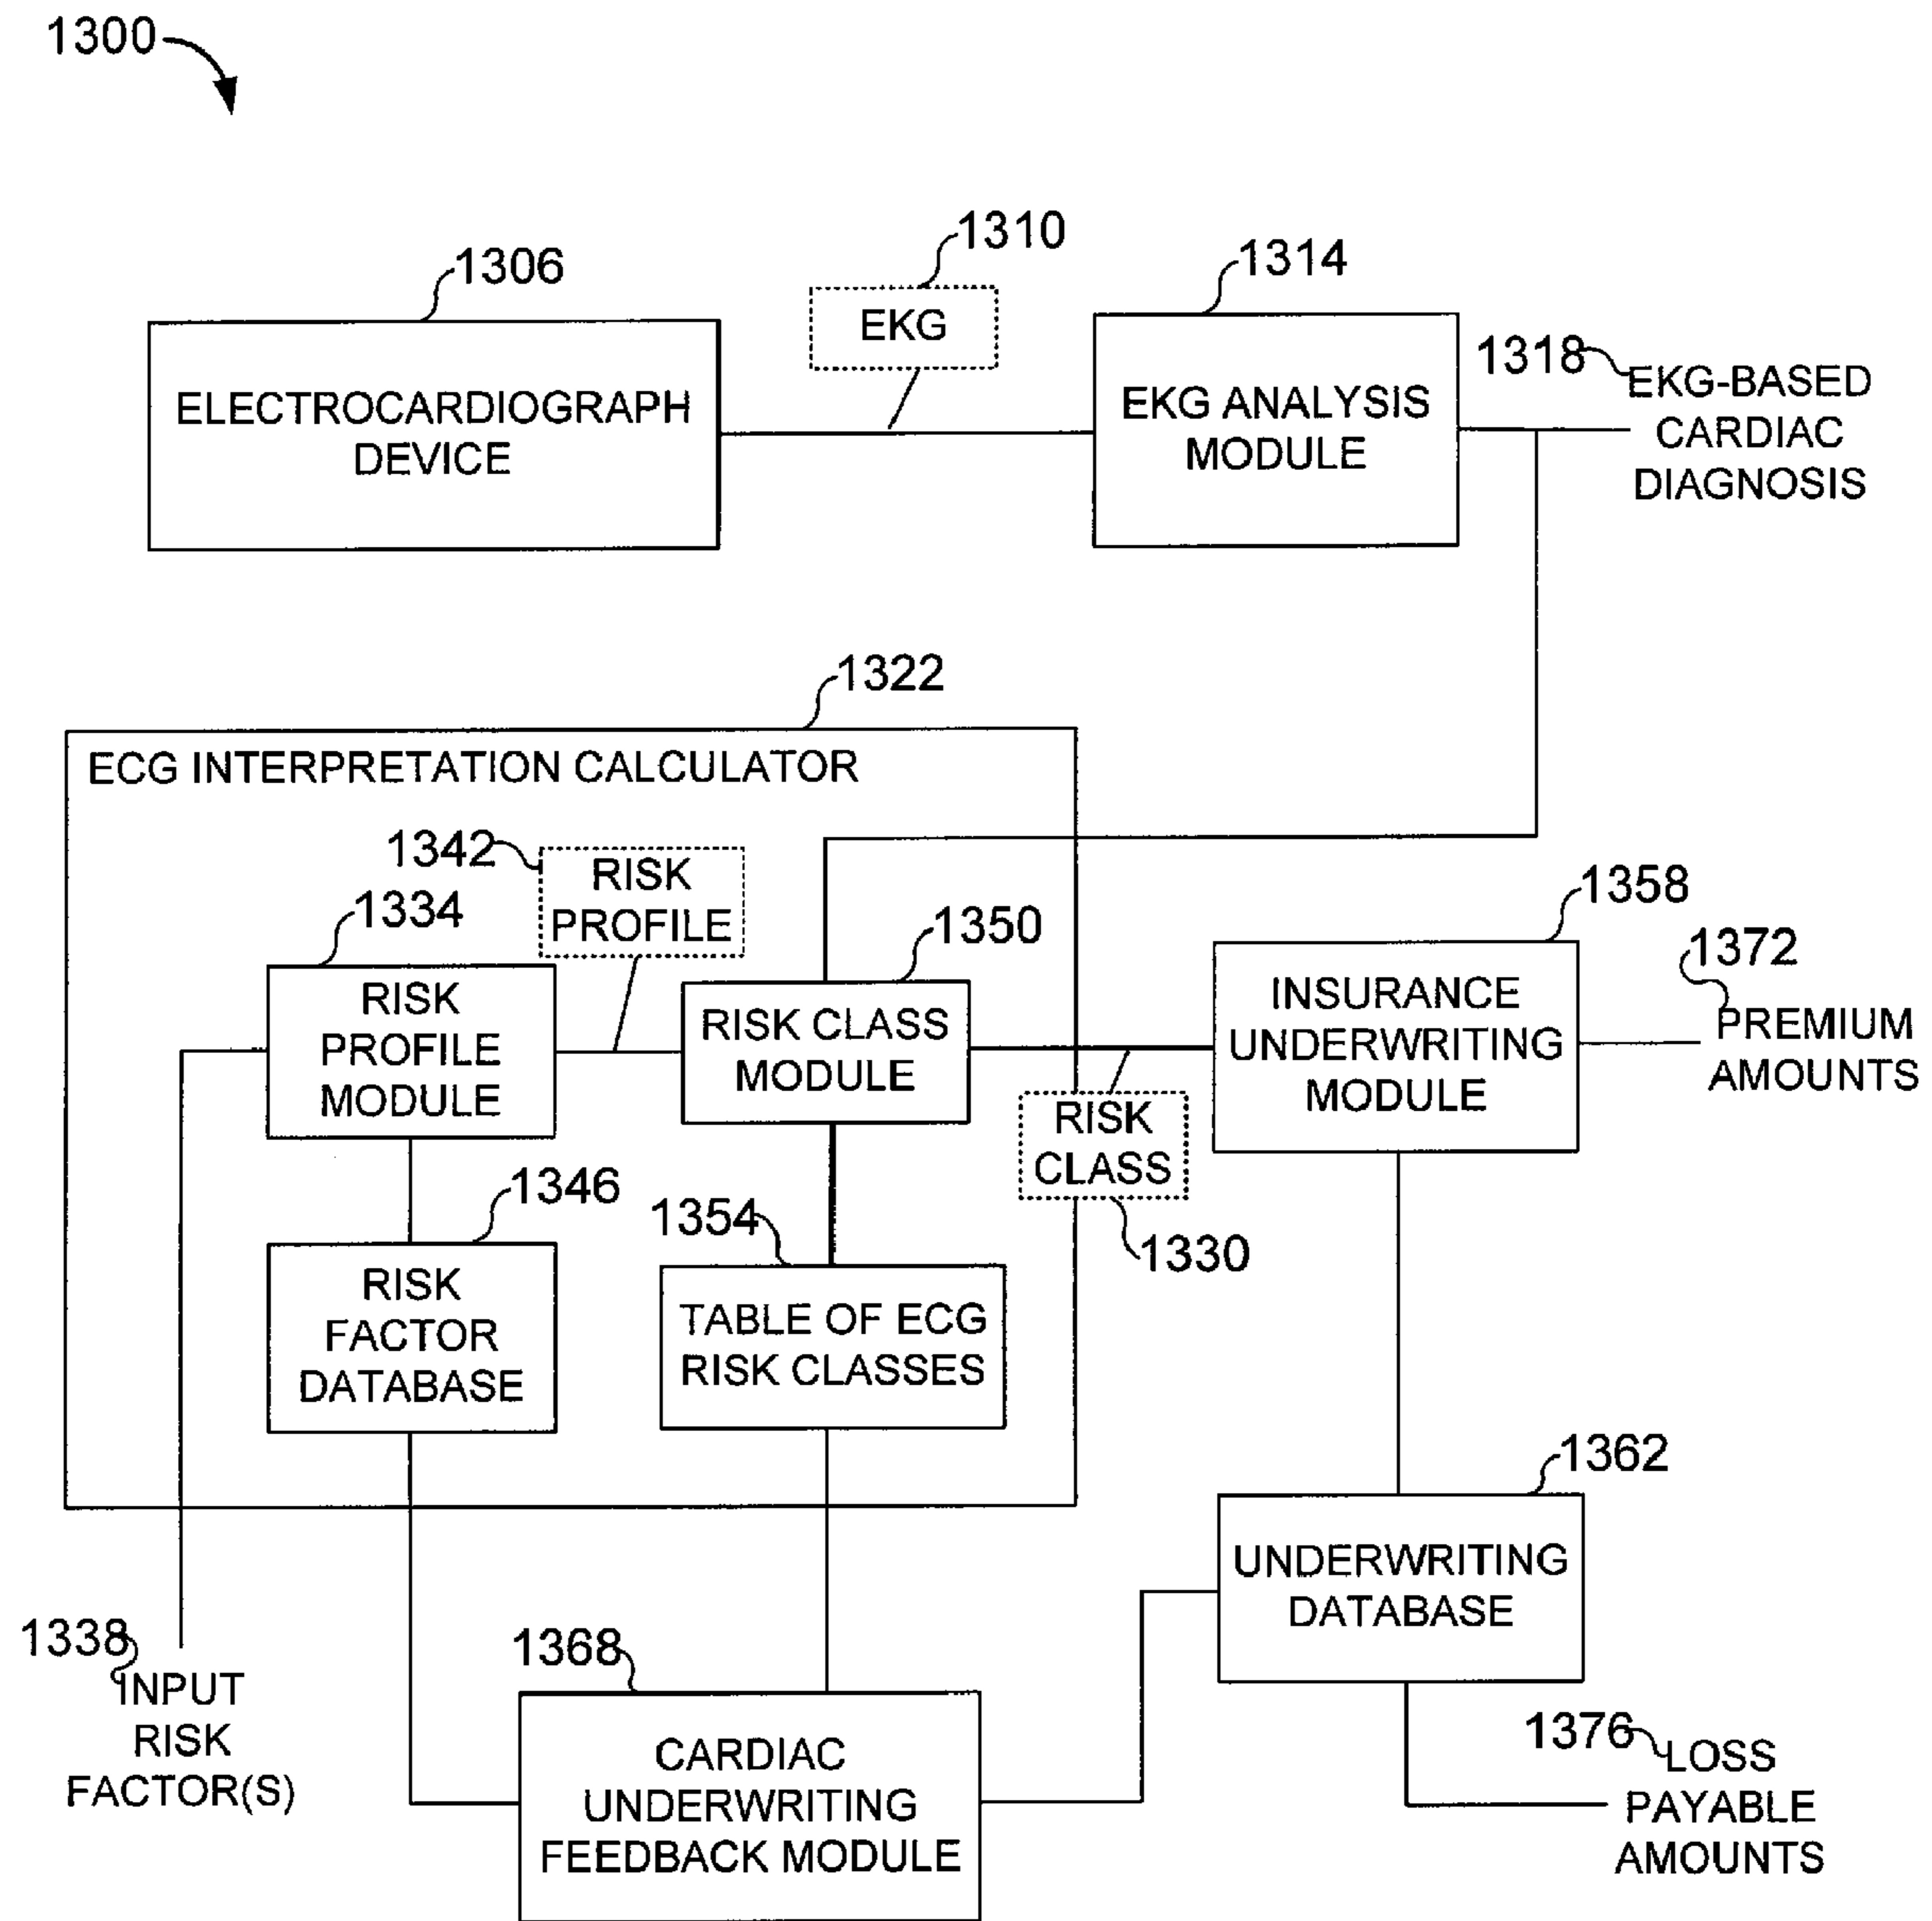 1300
1306
1310
1314
EKG
1318
ELECTROCARDIOGRAPH
DEVICE
EKG ANALYSIS
MODULE
EKG-BASED
CARDIAC
DIAGNOSIS
1322
ECG INTERPRETATION CALCULATOR
1342
RISK
PROFILE
1334
1350
1358
1372
RISK
PROFILE
MODULE
RISK CLASS
MODULE
INSURANCE
UNDERWRITING
MODULE
PREMIUM
AMOUNTS
RISK
CLASS
1330
1346
1354
RISK
FACTOR
DATABASE
TABLE OF ECG
RISK CLASSES
1362
UNDERWRITING
DATABASE
1338
INPUT
RISK
FACTOR(S)
1368
CARDIAC
UNDERWRITING
FEEDBACK MODULE
1376
LOSS
PAYABLE
AMOUNTS